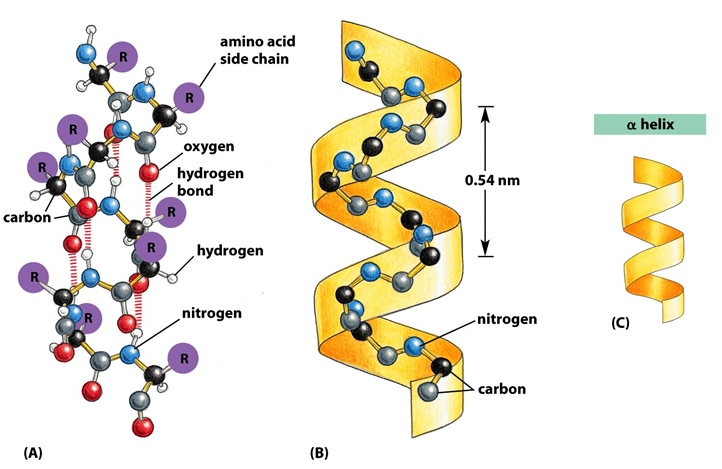 R
amino acid
side chain
R
R
oxygen
R
hydrogen
bond
carbon
R
R
hydrogen
R
nitrogen
R
R
(A)
0.54 nm
nitrogen
carbon
(B)
α helix
(C)